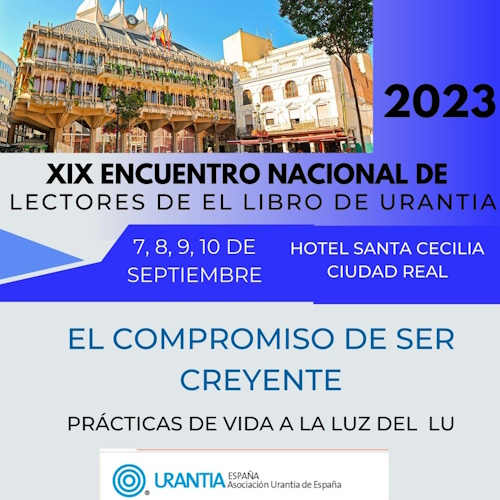 2023
XIX ENCUENTRO NACIONAL DE
LECTORES DE EL LIBRO DE URANTIA
7, 8, 9, 10 DE
SEPTIEMBRE
HOTEL SANTA CECILIA
CIUDAD REAL
EL COMPROMISO DE SER
CREYENTE
PRÁCTICAS DE VIDA A LA LUZ DEL LU
URANTIA
®
ESPAÑA
Asociación Urantia de España